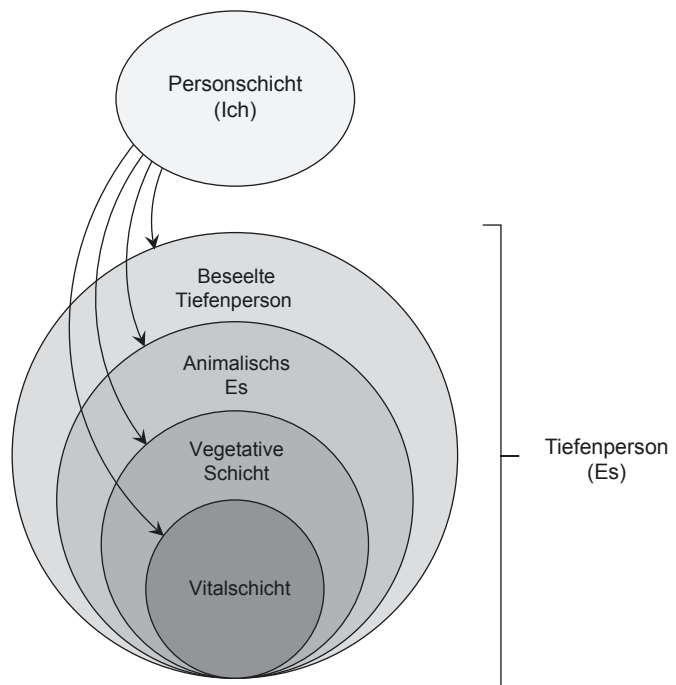 Personschicht
(Ich)
Beseelte
Tiefenperson
Animalischs
Es
Vegetative
Schicht
Vitalschicht
Tiefenperson
(Es)